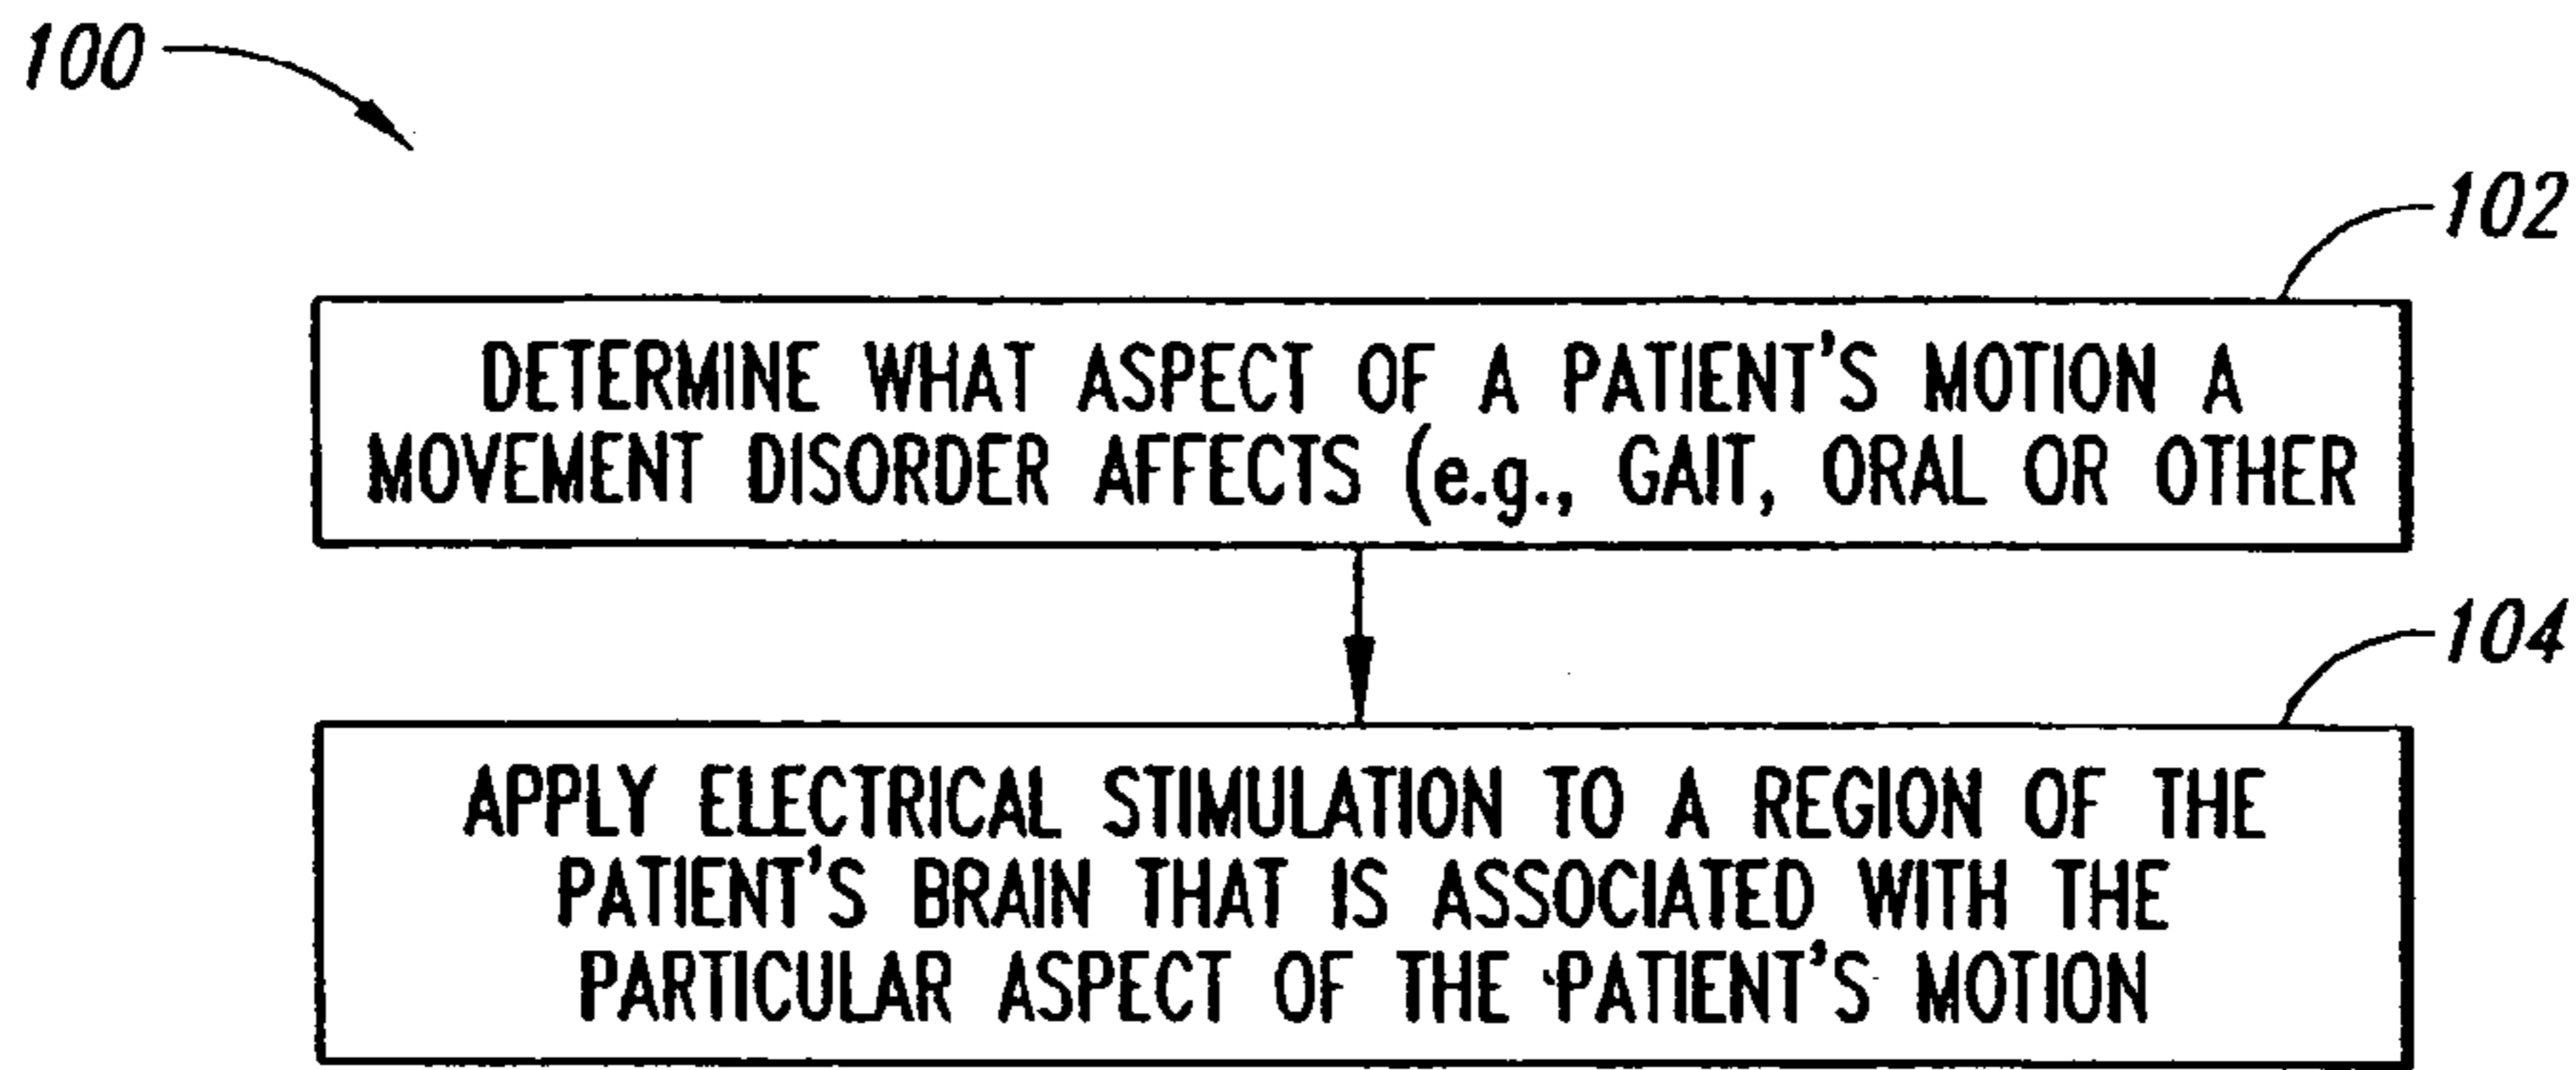 100
102
DETERMINE WHAT ASPECT OF A PATIENT'S MOTION A
MOVEMENT DISORDER AFFECTS (e.g., GAIT, ORAL OR OTHER
104
APPLY ELECTRICAL STIMULATION TO A REGION OF THE
PATIENT'S BRAIN THAT IS ASSOCIATED WITH THE
PARTICULAR ASPECT OF THE PATIENT'S MOTION